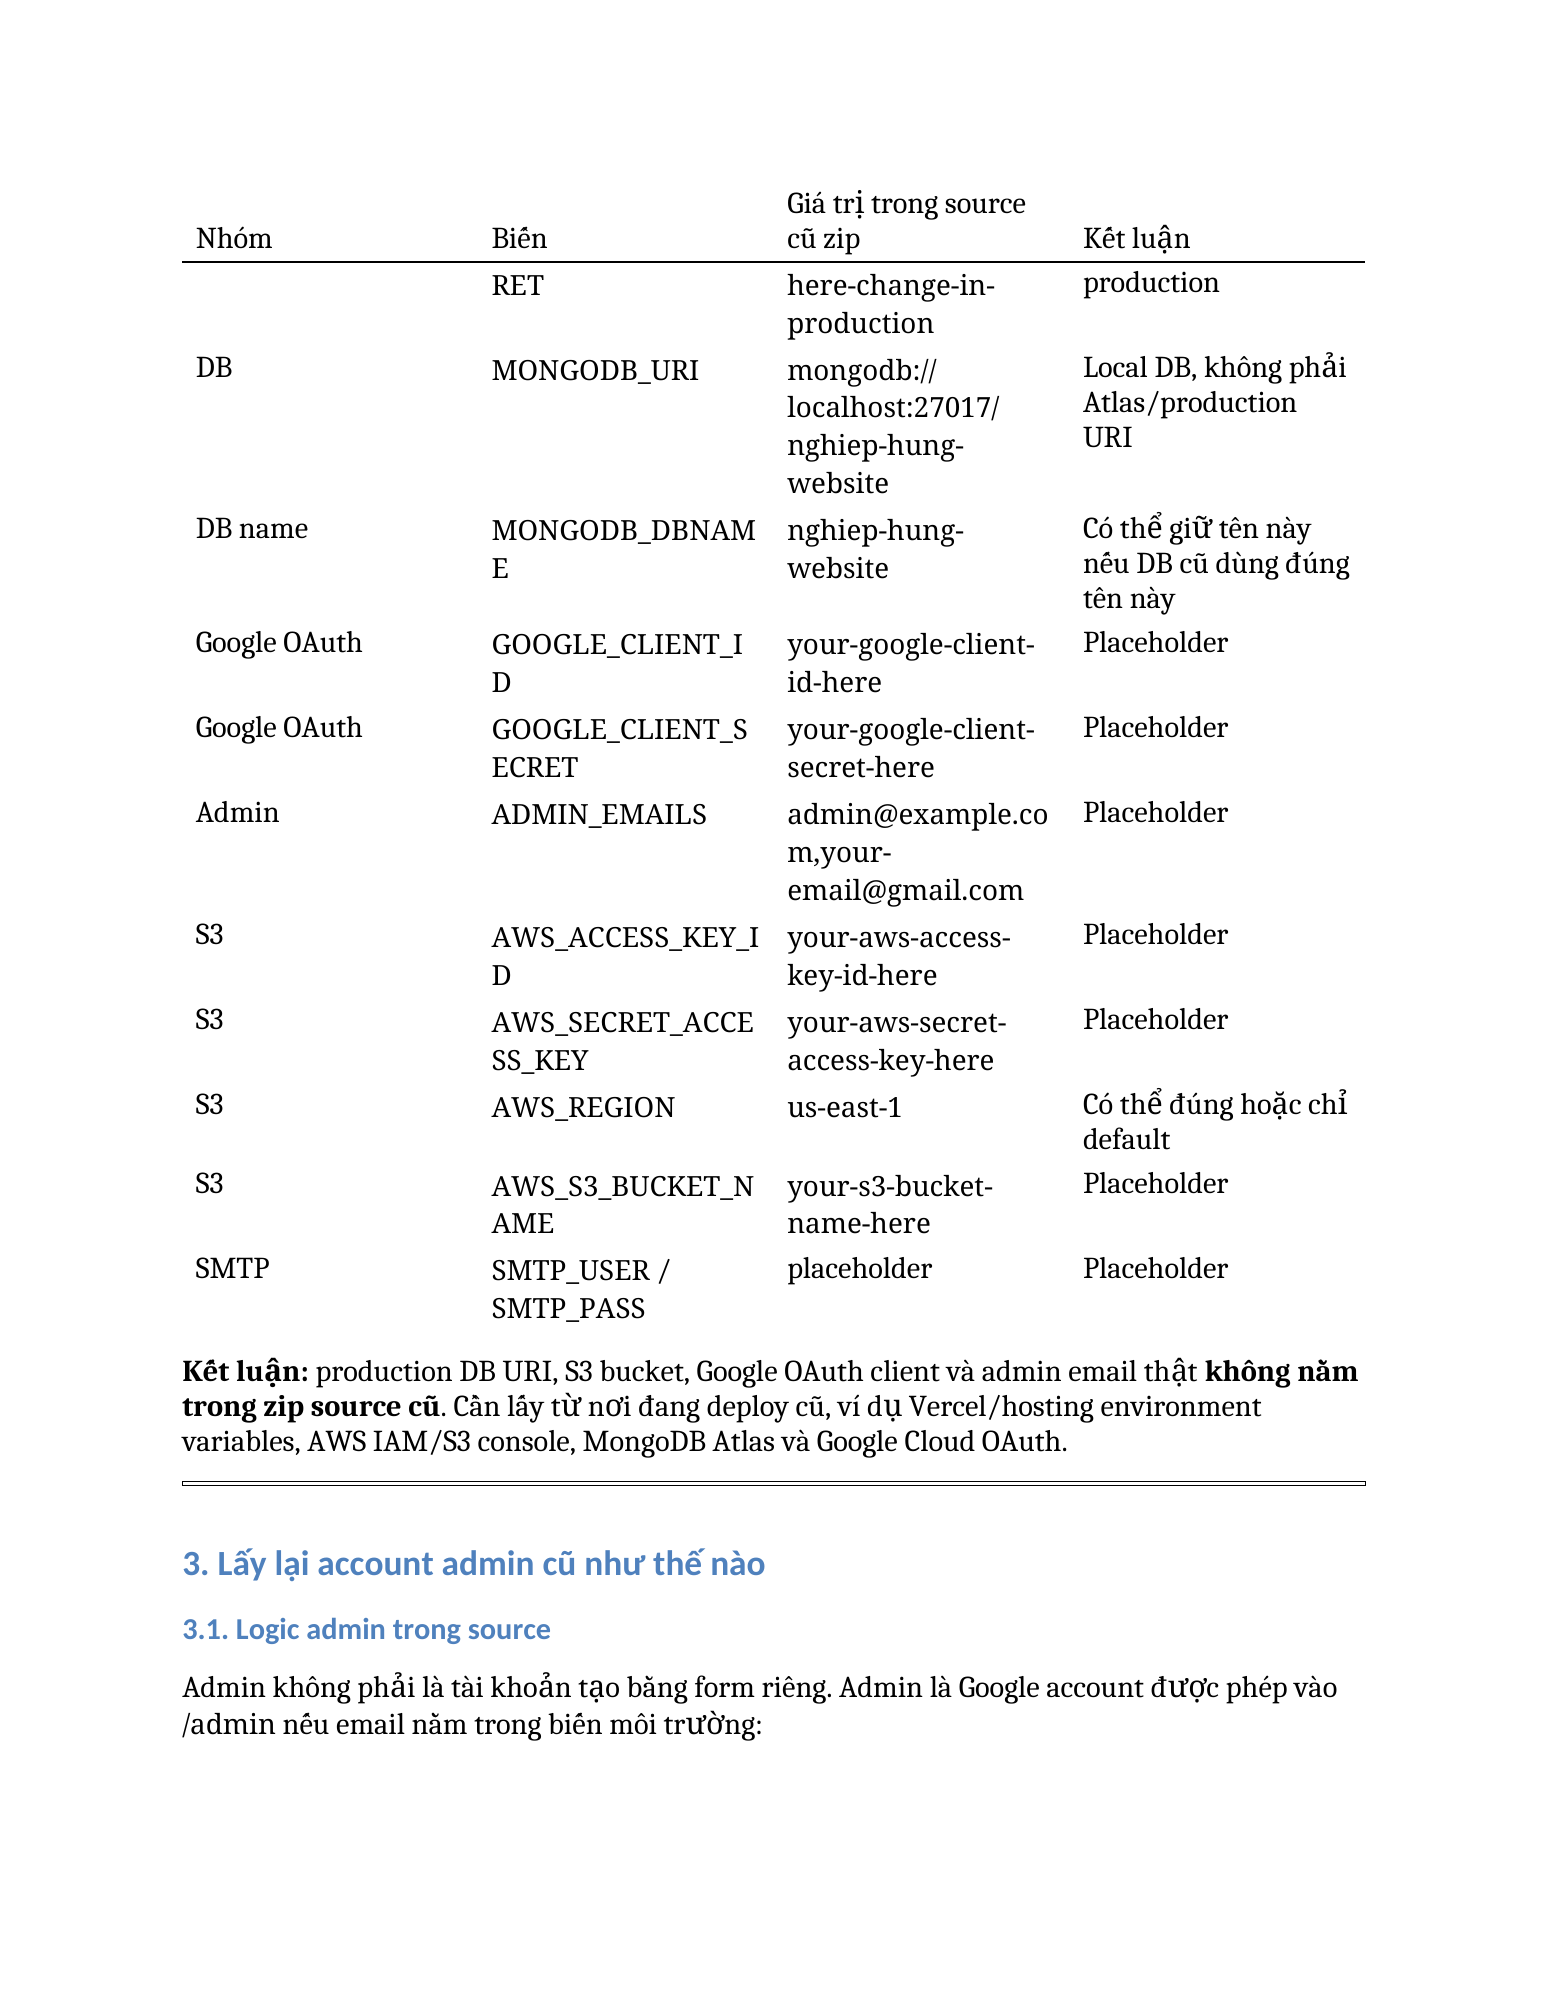 Nhóm Biến Giá trị trong source
cũ zip Kết luận
RET here-change-in- production
production
DB MONGODB_URI mongodb:// Local DB, không phải
localhost:27017/ Atlas/production
nghiep-hung- URI
website
DB name MONGODB_DBNAM nghiep-hung- Có thể giữ tên này
E website nếu DB cũ dùng đúng
tên này
Google OAuth GOOGLE_CLIENT_I your-google-client- Placeholder
D id-here
Google OAuth GOOGLE_CLIENT_S your-google-client- Placeholder
ECRET secret-here
Admin ADMIN_EMAILS admin@example.co Placeholder
m,your-
email@gmail.com
S3 AWS_ACCESS_KEY_I your-aws-access- Placeholder
D key-id-here
S3 AWS_SECRET_ACCE your-aws-secret- Placeholder
SS_KEY access-key-here
S3 AWS_REGION us-east-1 Có thể đúng hoặc chỉ
default
S3 AWS_S3_BUCKET_N your-s3-bucket- Placeholder
AME name-here
SMTP SMTP_USER / placeholder Placeholder
SMTP_PASS
Kết luận: production DB URI, S3 bucket, Google OAuth client và admin email thật không nằm
trong zip source cũ. Cần lấy từ nơi đang deploy cũ, ví dụ Vercel/hosting environment
variables, AWS IAM/S3 console, MongoDB Atlas và Google Cloud OAuth.
3. Lấy lại account admin cũ như thế nào
3.1. Logic admin trong source
Admin không phải là tài khoản tạo bằng form riêng. Admin là Google account được phép vào
/admin nếu email nằm trong biến môi trường: